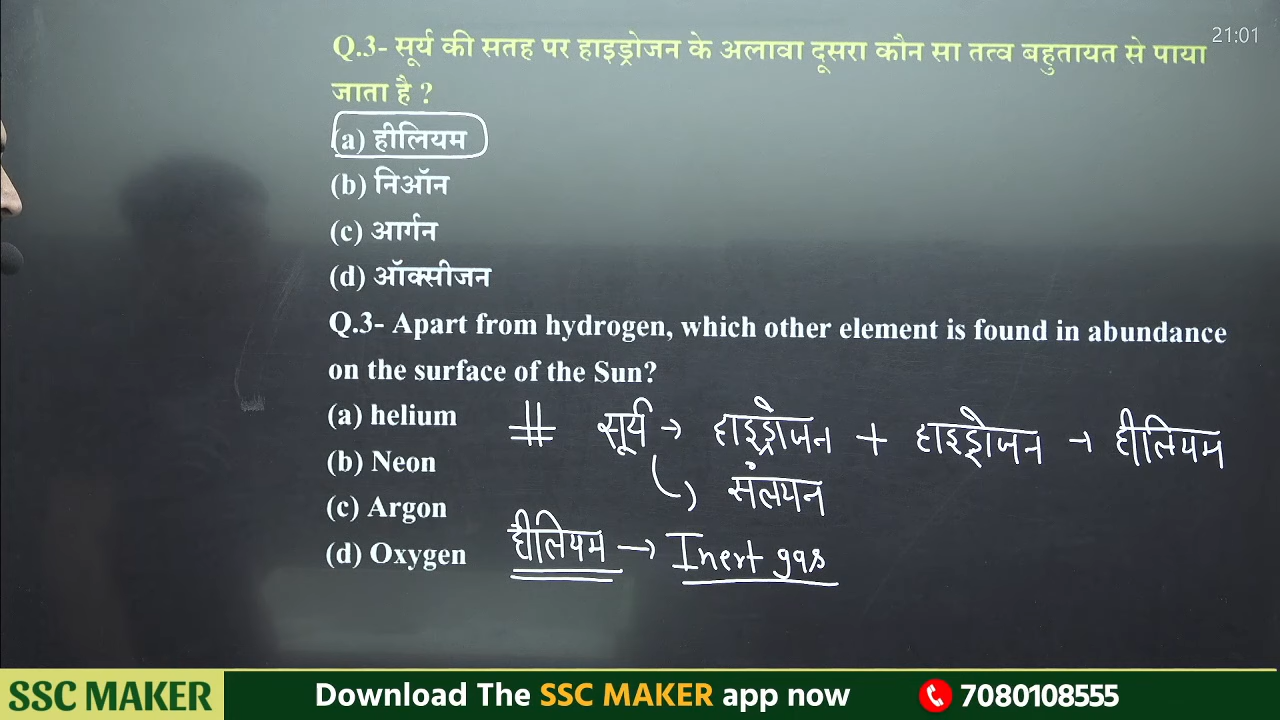 21:01
Q.3- सूर्य की सतह पर हाइड्रोजन के अलावा दूसरा कौन सा तत्व बहुतायत से पाया
जाता है ?
(a) हीलियम
(b) निऑन
(c) आर्गन
(d) ऑक्सीजन
Q.3- Apart from hydrogen, which other element is found in abundance
on the surface of the Sun?
(a) helium
(b) Neon
(c) Argon
(d) Oxygen
# सूर्य → हाइड्रोजन + हाइड्रोजन → हीलियम
↳ संलयन
हीलियम → Inert gas
SSC MAKER Download The SSC MAKER app now 7080108555